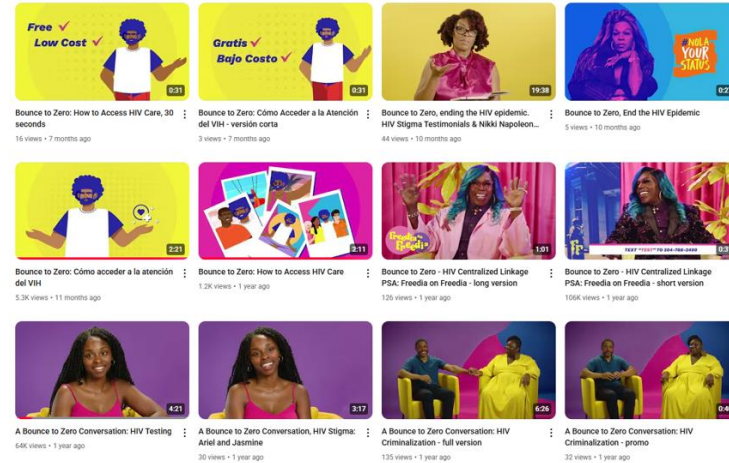 Free ✓
Low Cost ✓
0:31
Gratis ✓
Bajo Costo ✓
0:31
19:38
#NOLA
YOUR
STATUS
Bounce to Zero: How to Access HIV Care, 30
seconds
16 views • 7 months ago
Bounce to Zero: Cómo Acceder a la Atención
del VIH - versión corta
3 views • 7 months ago
Bounce to Zero, ending the HIV epidemic.
HIV Stigma Testimonials & Nikki Napoleon...
44 views • 10 months ago
Bounce to Zero, End the HIV Epidemic
5 views • 10 months ago
2:21
2:11
Freedia
Freedia
1:01
TEXT "TEST" TO 504-788-0400
Bounce to Zero: Cómo acceder a la atención
del VIH
5.3K views • 11 months ago
Bounce to Zero: How to Access HIV Care
1.2K views • 1 year ago
Bounce to Zero - HIV Centralized Linkage
PSA: Freedia on Freedia - long version
126 views • 1 year ago
Bounce to Zero - HIV Centralized Linkage
PSA: Freedia on Freedia - short version
106K views • 1 year ago
4:21
3:17
6:26
A Bounce to Zero Conversation: HIV Testing
64K views • 1 year ago
A Bounce to Zero Conversation, HIV Stigma:
Ariel and Jasmine
30 views • 1 year ago
A Bounce to Zero Conversation: HIV
Criminalization - full version
135 views • 1 year ago
A Bounce to Zero Conversation: HIV
Criminalization - promo
32 views • 1 year ago